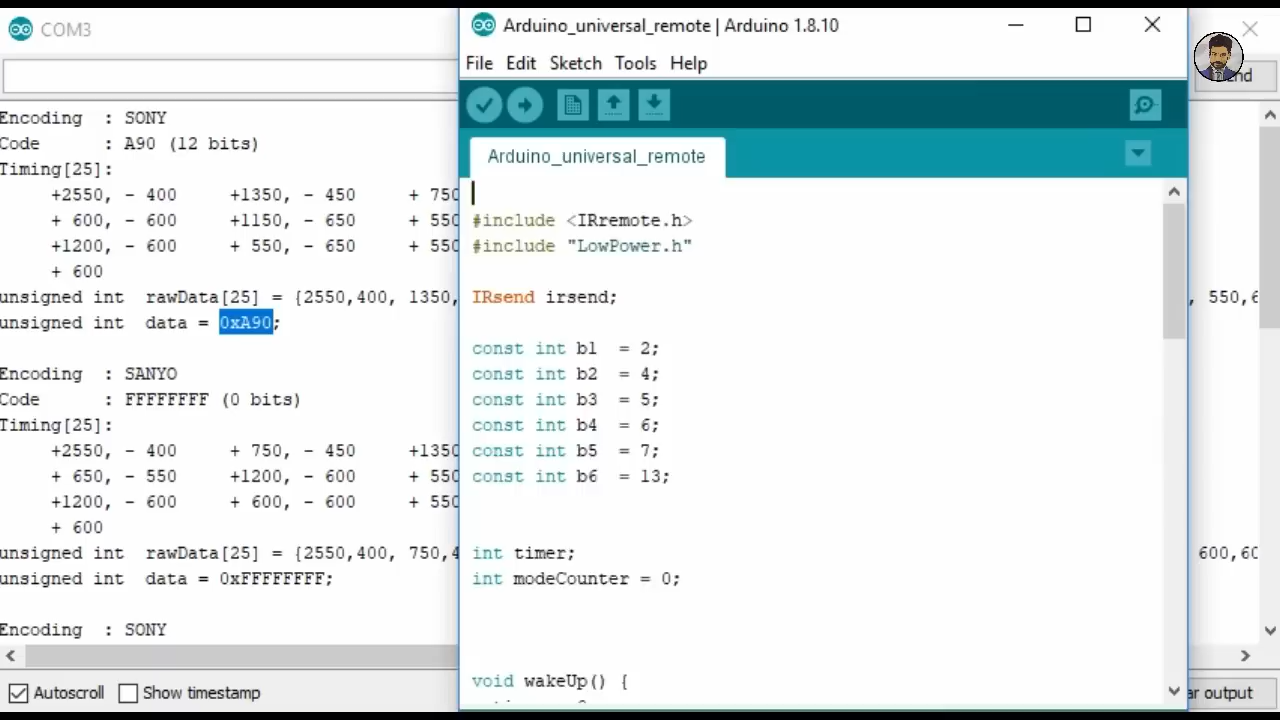 COM3
Encoding  : SONY
Code      : A90 (12 bits)
Timing[25]:
+2550, - 400     +1350, - 450     + 750
+ 600, - 600     +1150, - 650     + 550
+1200, - 600     + 550, - 650     + 550
+ 600
unsigned int  rawData[25] = {2550,400, 1350,
, 550,6
unsigned int  data = 0xA90;
Encoding  : SANYO
Code      : FFFFFFFF (0 bits)
Timing[25]:
+2550, - 400     + 750, - 450     +1350
+ 650, - 550     +1200, - 600     + 550
+1200, - 600     + 600, - 600     + 550
+ 600
unsigned int  rawData[25] = {2550,400, 750,4
600,60
unsigned int  data = 0xFFFFFFFF;
Encoding  : SONY
Autoscroll
Show timestamp
output
Arduino_universal_remote | Arduino 1.8.10
File Edit Sketch Tools Help
Arduino_universal_remote
#include <IRremote.h>
#include "LowPower.h"
IRsend irsend;
const int b1  = 2;
const int b2  = 4;
const int b3  = 5;
const int b4  = 6;
const int b5  = 7;
const int b6  = 13;
int timer;
int modeCounter = 0;
void wakeUp() {